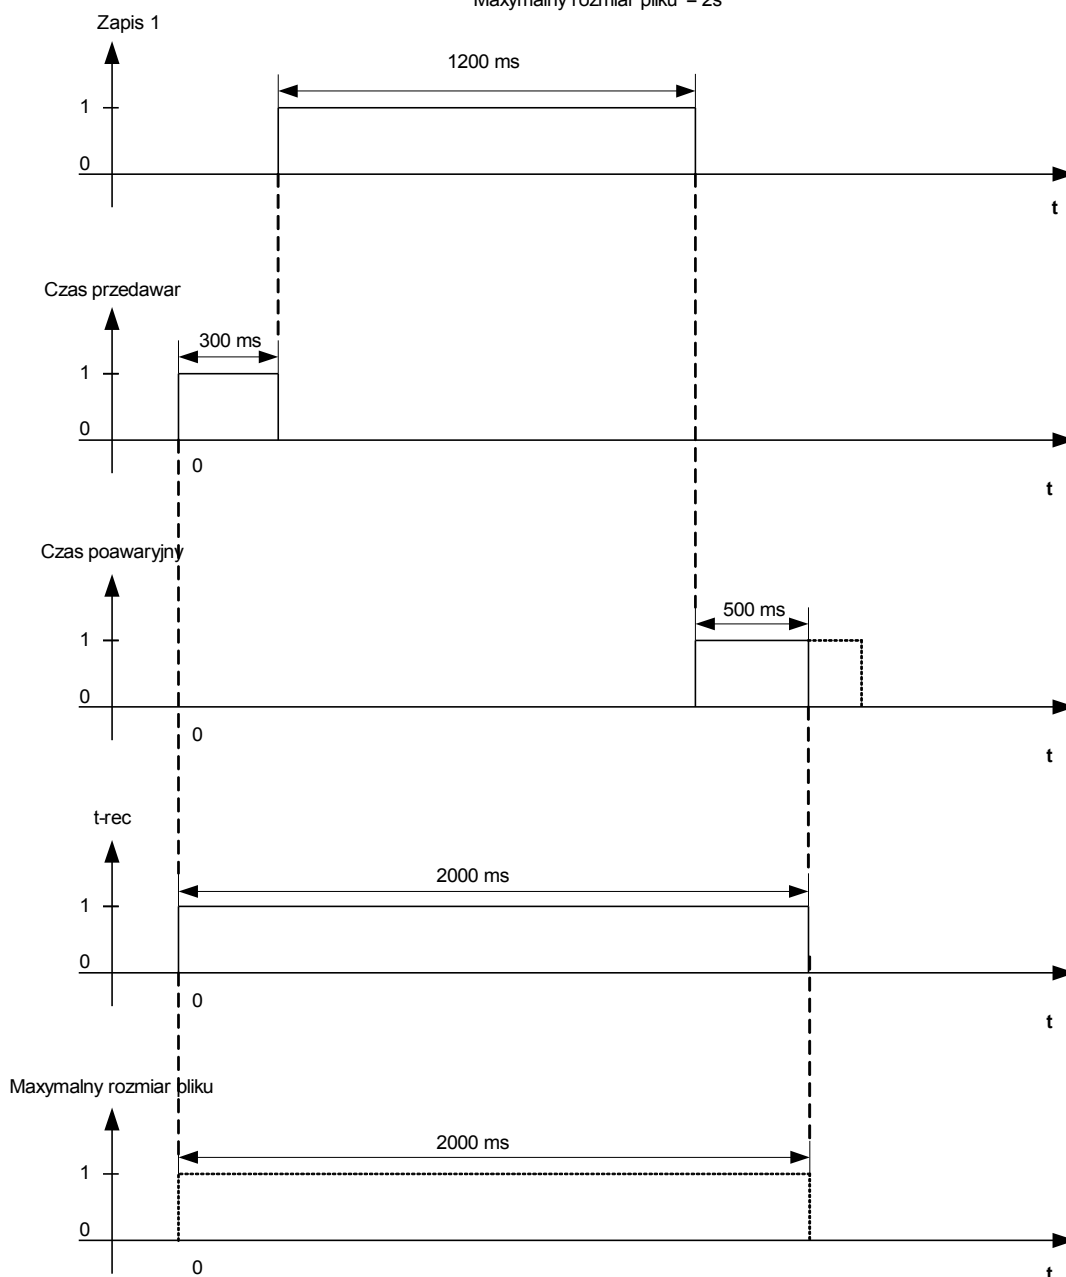 Maxymalny rozmiar pliku = 2s
Zapis 1
1200 ms
1
0
t
Czas przedawar
300 ms
1
0
0
t
Czas poawaryjny
500 ms
1
0
0
t
t-rec
2000 ms
1
0
0
t
Maxymalny rozmiar pliku
2000 ms
1
0
0
t